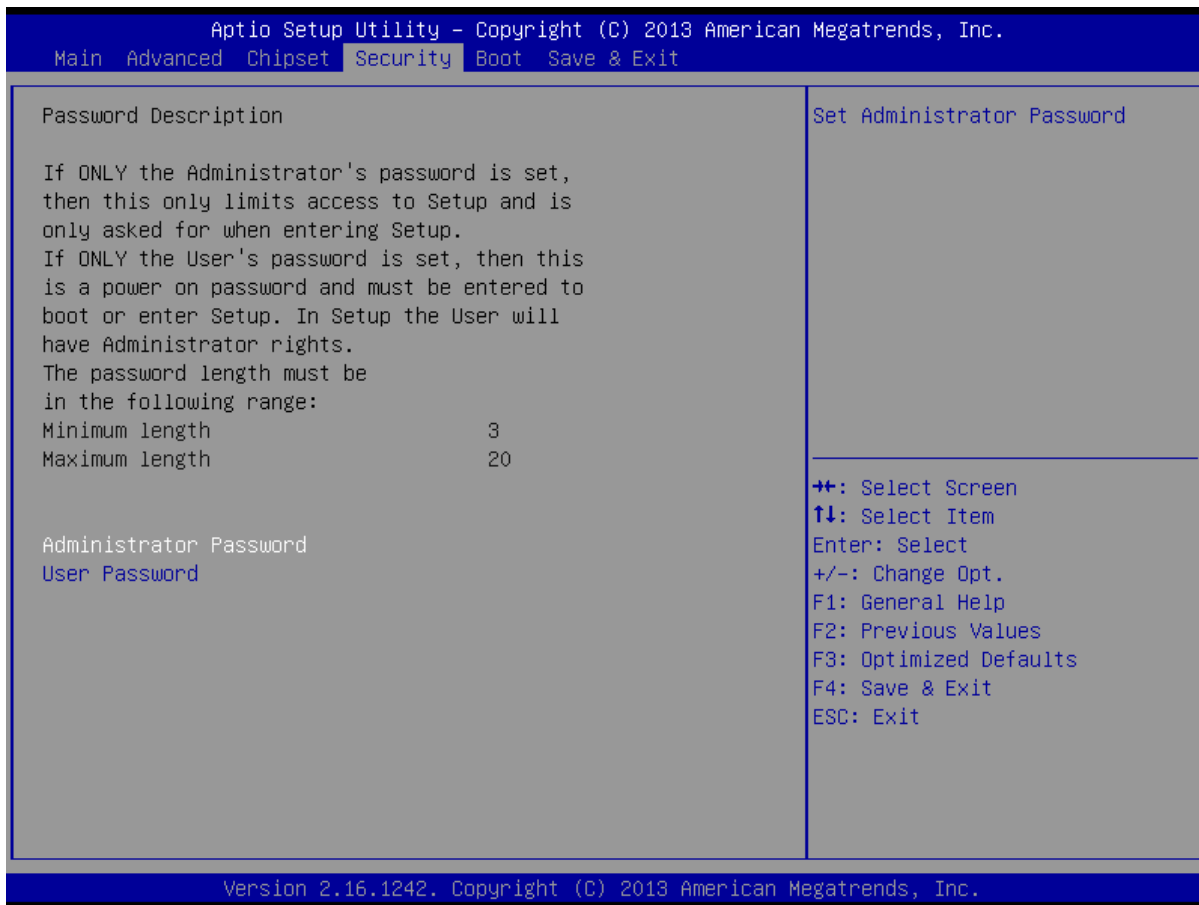 Aptio Setup Utility – Copyright (C) 2013 American Megatrends, Inc.
Main Advanced Chipset Security Boot Save & Exit
Password Description
If ONLY the Administrator's password is set,
then this only limits access to Setup and is
only asked for when entering Setup.
If ONLY the User's password is set, then this
is a power on password and must be entered to
boot or enter Setup. In Setup the User will
have Administrator rights.
The password length must be
in the following range:
Minimum length 3
Maximum length 20
Administrator Password
User Password
Set Administrator Password
→←: Select Screen
↑↓: Select Item
Enter: Select
+/-: Change Opt.
F1: General Help
F2: Previous Values
F3: Optimized Defaults
F4: Save & Exit
ESC: Exit
Version 2.16.1242. Copyright (C) 2013 American Megatrends, Inc.